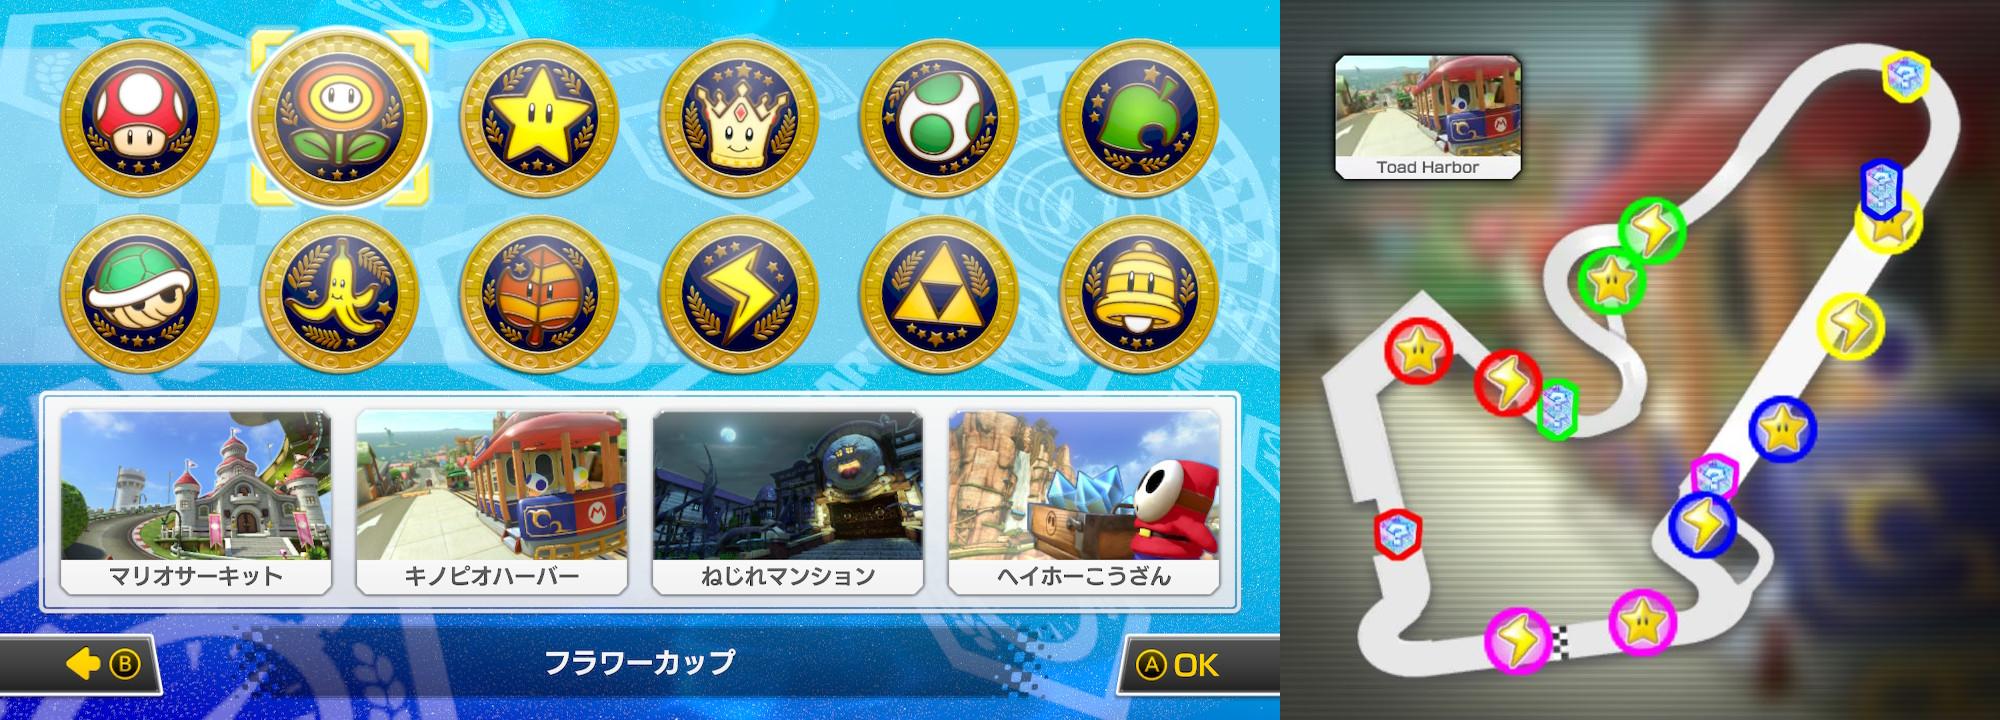 マリオサーキット
キノピオハーバー
ねじれマンション
ヘイホーこうざん
B
フラワーカップ
A OK
Toad Harbor